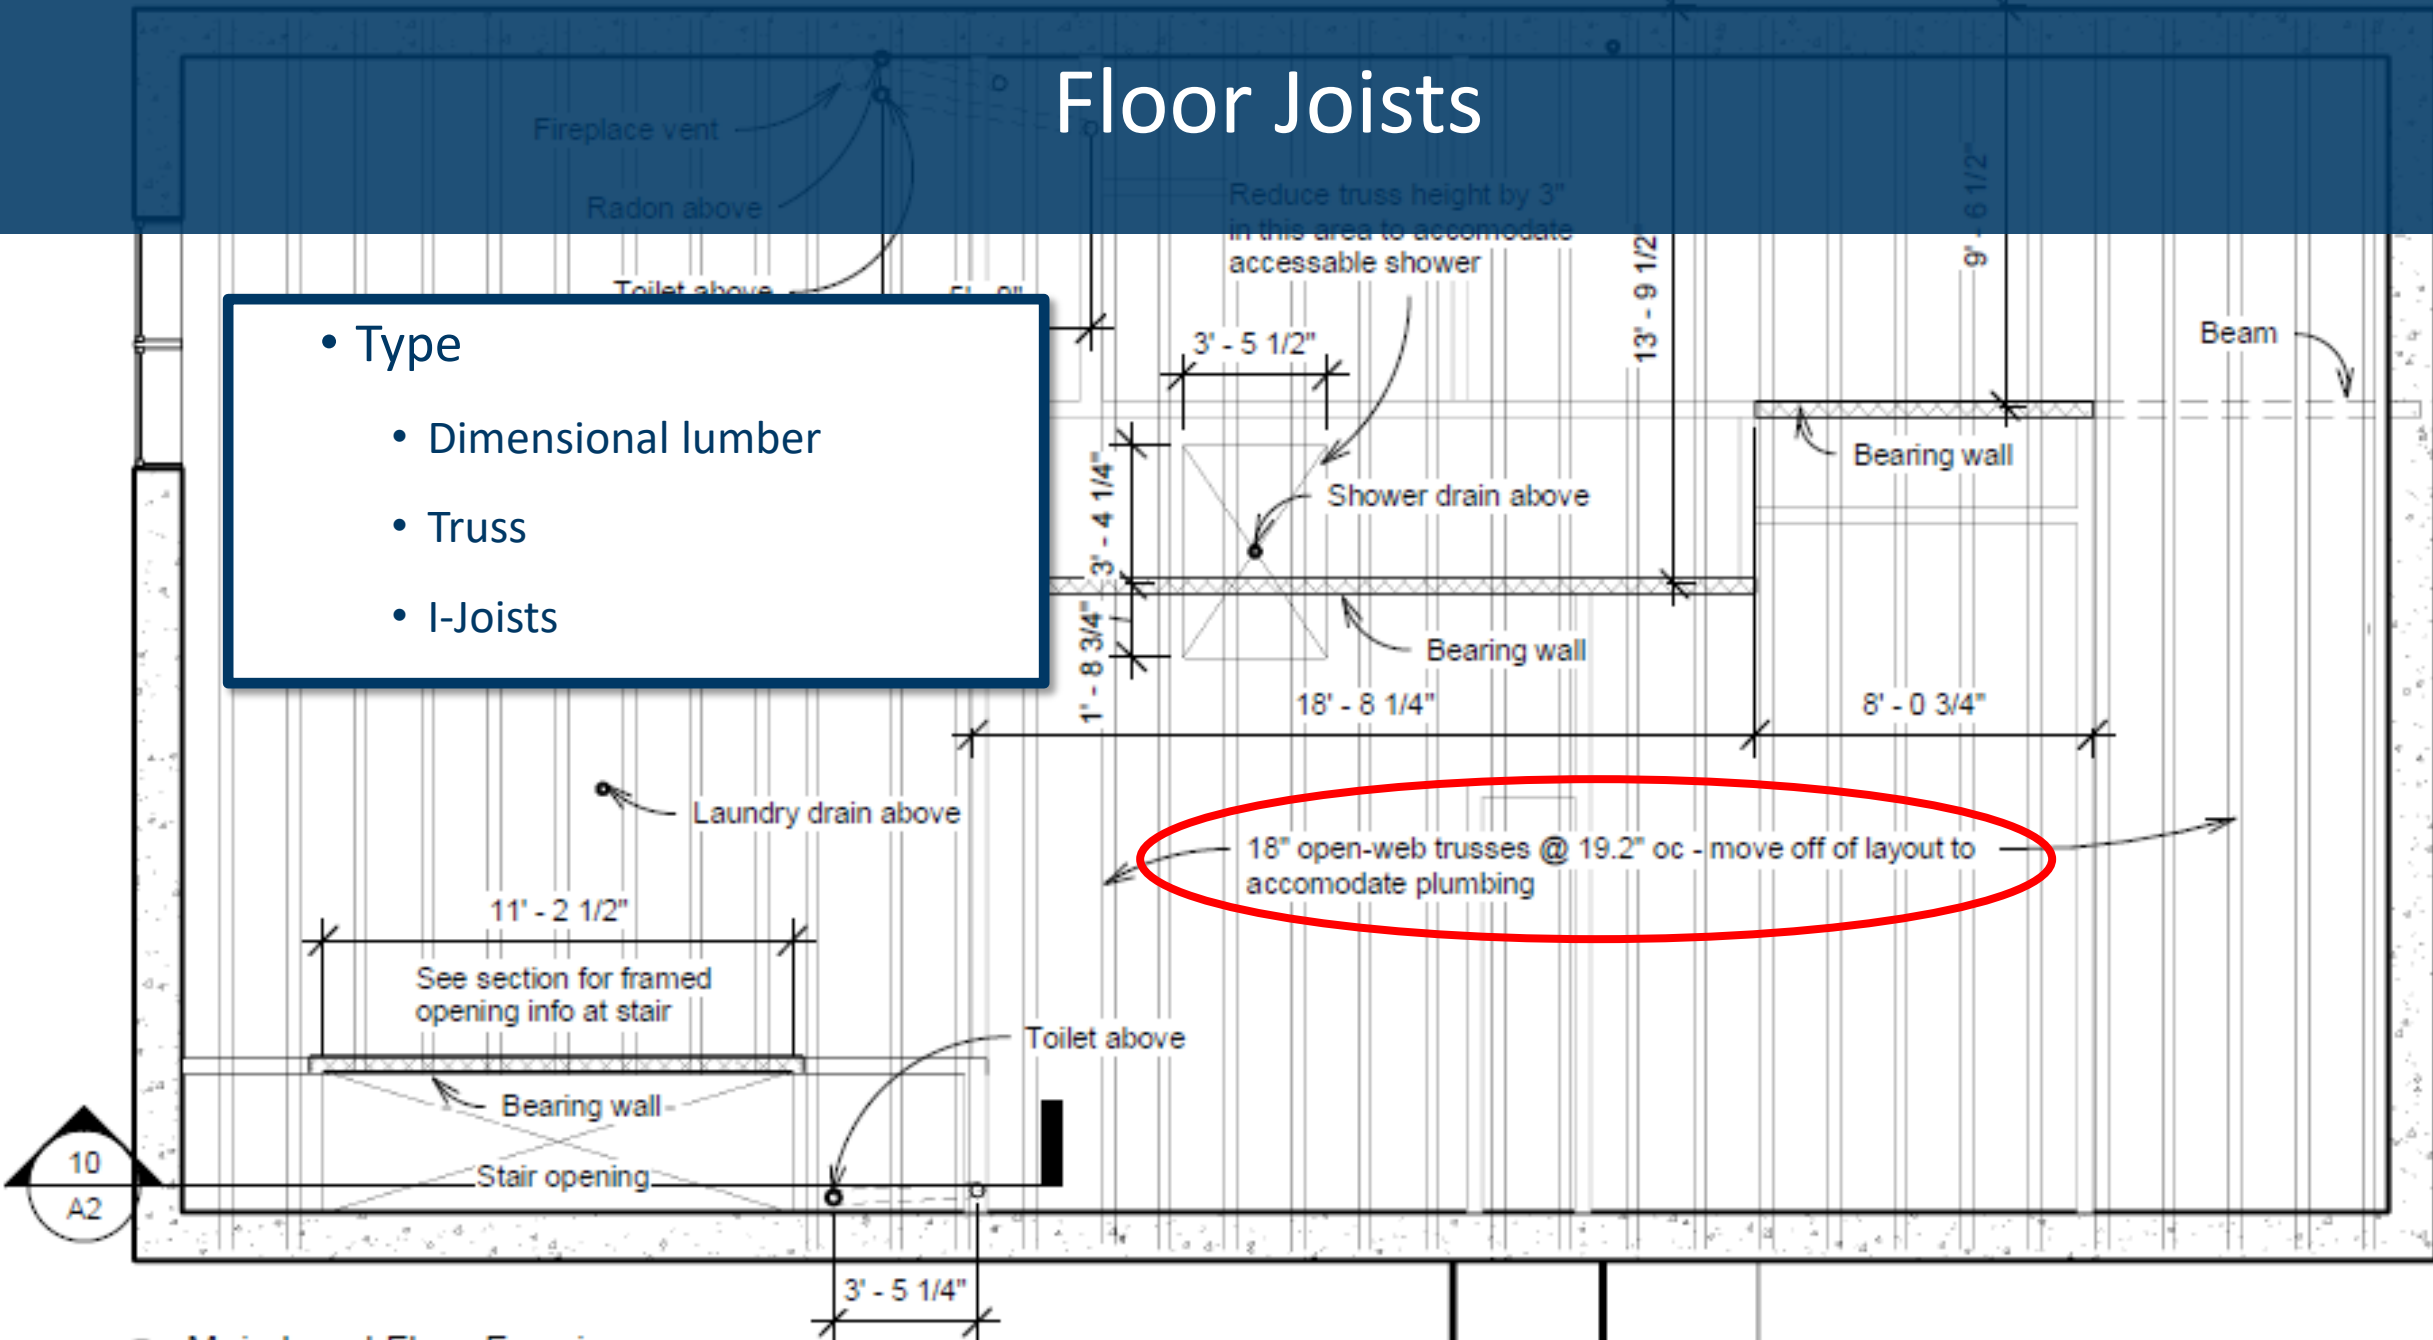 Floor Joists
Fireplace vent
Radon above
Toilet above
Reduce truss height by 3"
in this area to accomodate
accessable shower
13' - 9 1/2"
9' - 6 1/2"
3' - 5 1/2"
Beam
• Type
• Dimensional lumber
• Truss
• I-Joists
Bearing wall
3' - 4 1/4"
Shower drain above
1' - 8 3/4"
Bearing wall
18' - 8 1/4"
8' - 0 3/4"
Laundry drain above
18" open-web trusses @ 19.2" oc - move off of layout to
accomodate plumbing
11' - 2 1/2"
See section for framed
opening info at stair
Toilet above
Bearing wall
Stair opening
10
A2
3' - 5 1/4"